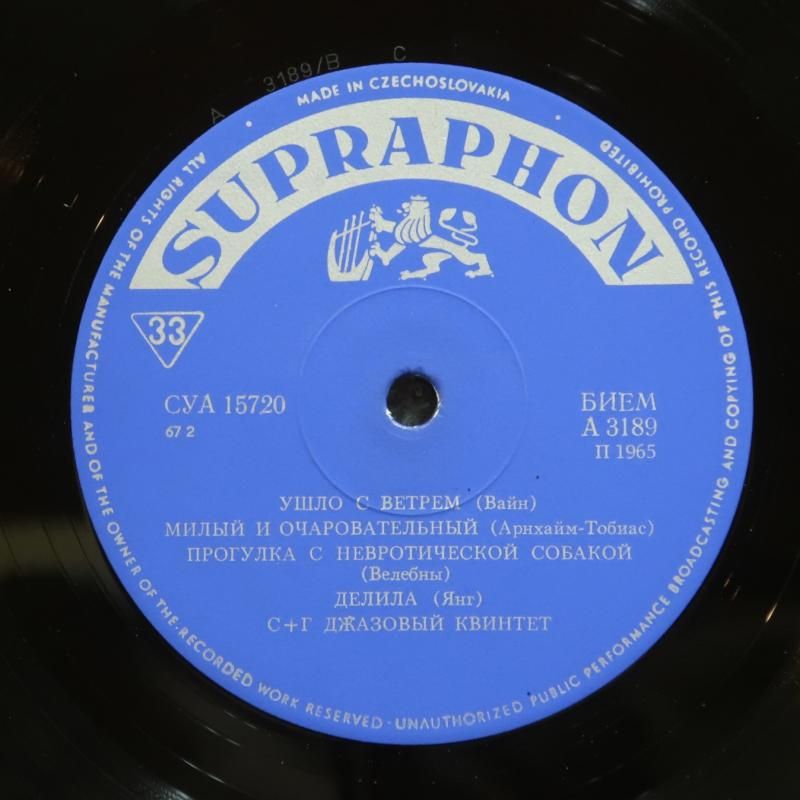 A 3189/B C
MADE IN CZECHOSLOVAKIA
ALL RIGHTS OF THE MANUFACTURER AND OF THE OWNER OF THE RECORDED WORK RESERVED · UNAUTHORIZED PUBLIC PERFORMANCE BROADCASTING AND COPYING OF THIS RECORD PROHIBITED
SUPRAPHON
33
СУА 15720
67 2
БИЕМ
А 3189
П 1965
УШЛО С ВЕТРЕМ (Вайн)
МИЛЫЙ И ОЧАРОВАТЕЛЬНЫЙ (Арнхайм-Тобиас)
ПРОГУЛКА С НЕВРОТИЧЕСКОЙ СОБАКОЙ
(Велебны)
ДЕЛИЛА (Янг)
С+Г ДЖАЗОВЫЙ КВИНТЕТ